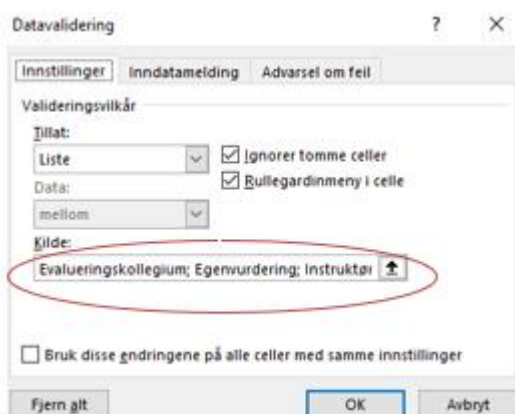 Datavalidering ? ×
Innstillinger Inndatamelding Advarsel om feil
Valideringsvilkår
Tillat:
Liste
Ignorer tomme celler
Rullegardinmeny i celle
Data:
mellom
Kilde:
Evalueringskollegium; Egenvurdering; Instruktør
Bruk disse endringene på alle celler med samme innstillinger
Fjern alt OK Avbryt